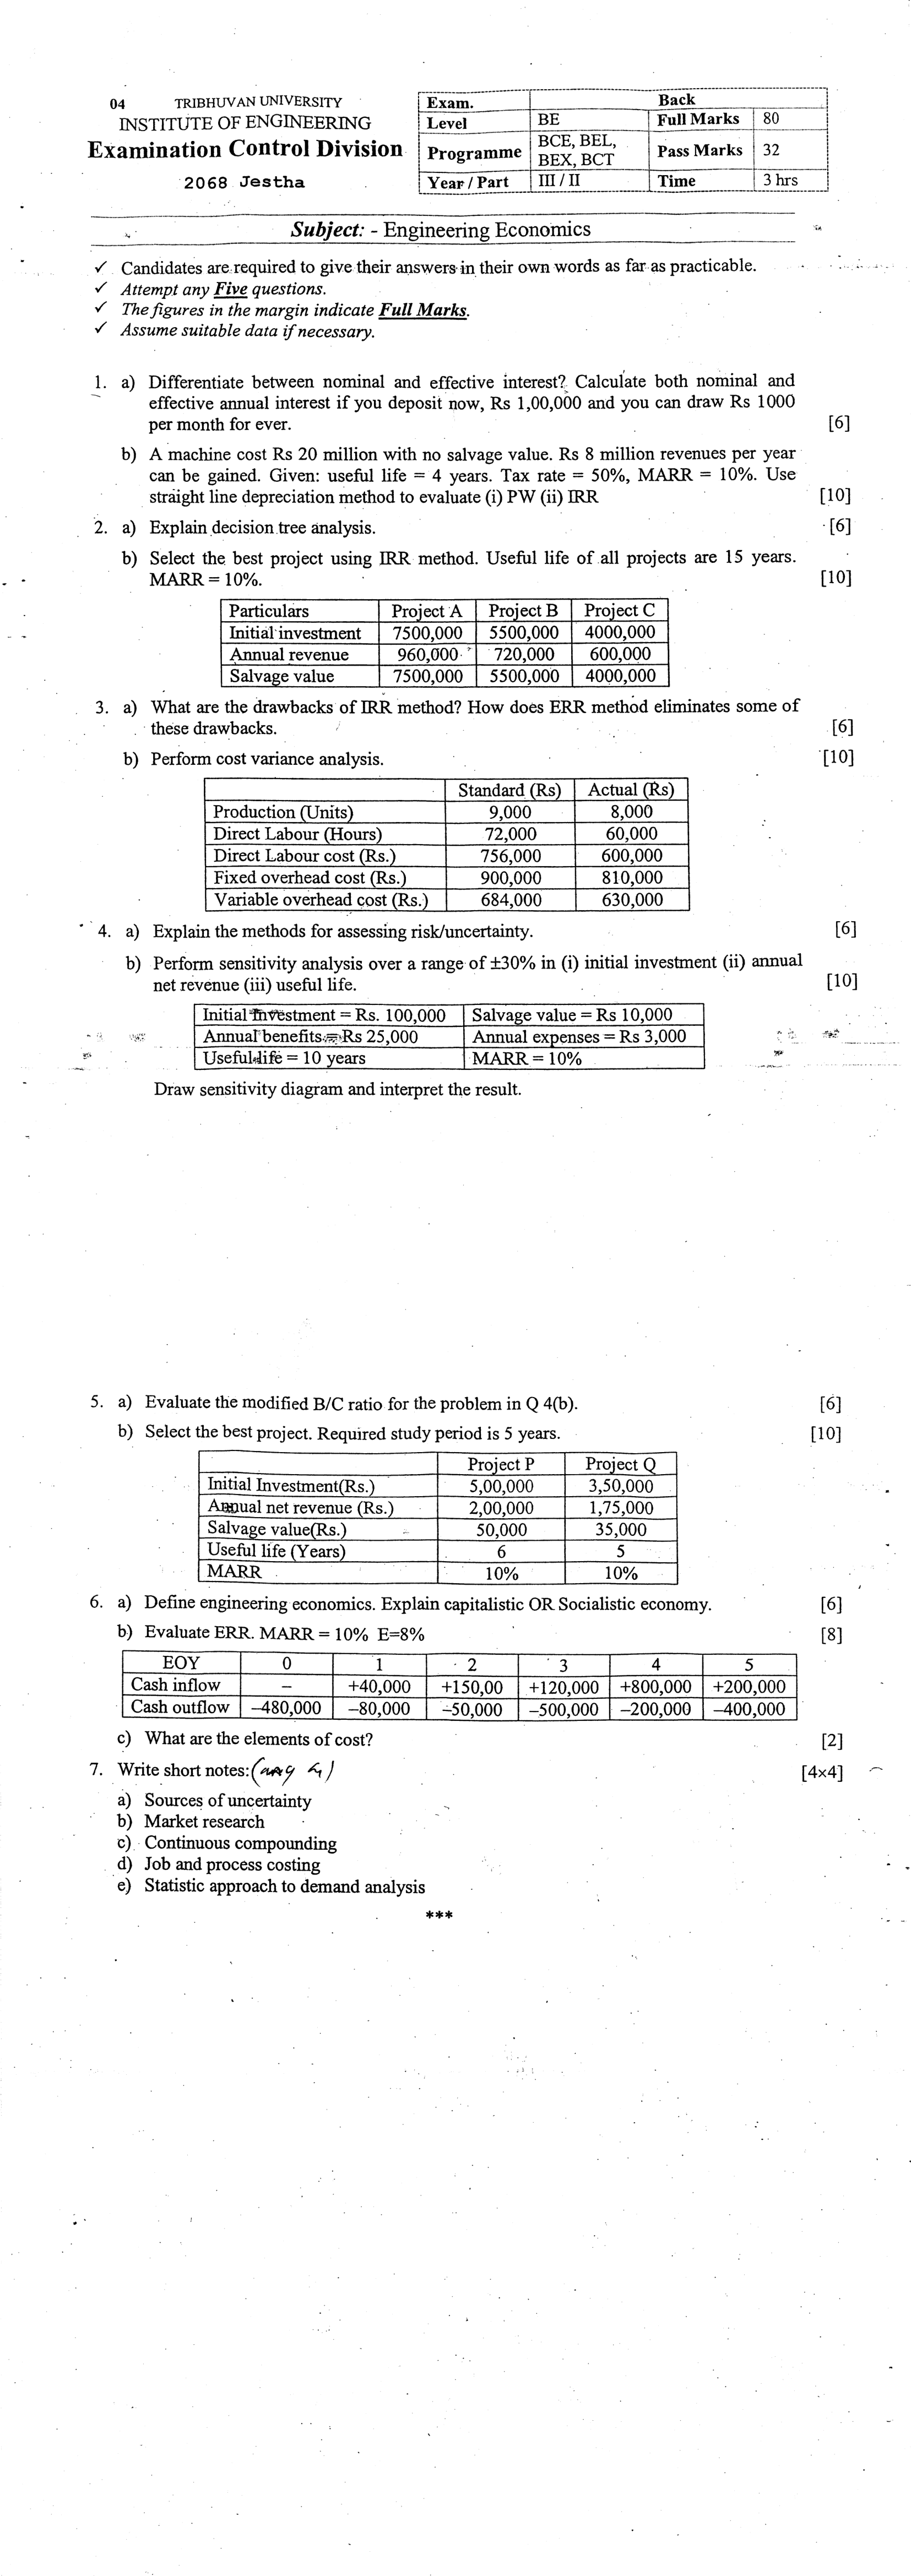 04 TRIBHUVAN UNIVERSITY
INSTITUTE OF ENGINEERING
Examination Control Division
2068 Jestha
Exam. Back
Level BE Full Marks 80
Programme BCE, BEL, BEX, BCT Pass Marks 32
Year / Part III / II Time 3 hrs
Subject: - Engineering Economics
✓ Candidates are required to give their answers in their own words as far as practicable.
✓ Attempt any Five questions.
✓ The figures in the margin indicate Full Marks.
✓ Assume suitable data if necessary.
1. a) Differentiate between nominal and effective interest? Calculate both nominal and
effective annual interest if you deposit now, Rs 1,00,000 and you can draw Rs 1000
per month for ever. [6]
b) A machine cost Rs 20 million with no salvage value. Rs 8 million revenues per year
can be gained. Given: useful life = 4 years. Tax rate = 50%, MARR = 10%. Use
straight line depreciation method to evaluate (i) PW (ii) IRR [10]
2. a) Explain decision tree analysis. [6]
b) Select the best project using IRR method. Useful life of all projects are 15 years.
MARR = 10%. [10]
Particulars Project A Project B Project C
Initial investment 7500,000 5500,000 4000,000
Annual revenue 960,000 720,000 600,000
Salvage value 7500,000 5500,000 4000,000
3. a) What are the drawbacks of IRR method? How does ERR method eliminates some of
these drawbacks. [6]
b) Perform cost variance analysis. [10]
Standard (Rs) Actual (Rs)
Production (Units) 9,000 8,000
Direct Labour (Hours) 72,000 60,000
Direct Labour cost (Rs.) 756,000 600,000
Fixed overhead cost (Rs.) 900,000 810,000
Variable overhead cost (Rs.) 684,000 630,000
4. a) Explain the methods for assessing risk/uncertainty. [6]
b) Perform sensitivity analysis over a range of ±30% in (i) initial investment (ii) annual
net revenue (iii) useful life. [10]
Initial Investment = Rs. 100,000 Salvage value = Rs 10,000
Annual benefits = Rs 25,000 Annual expenses = Rs 3,000
Useful life = 10 years MARR = 10%
Draw sensitivity diagram and interpret the result.
5. a) Evaluate the modified B/C ratio for the problem in Q 4(b). [6]
b) Select the best project. Required study period is 5 years. [10]
Project P Project Q
Initial Investment(Rs.) 5,00,000 3,50,000
Annual net revenue (Rs.) 2,00,000 1,75,000
Salvage value(Rs.) 50,000 35,000
Useful life (Years) 6 5
MARR 10% 10%
6. a) Define engineering economics. Explain capitalistic OR Socialistic economy. [6]
b) Evaluate ERR. MARR = 10% E=8% [8]
EOY 0 1 2 3 4 5
Cash inflow – +40,000 +150,00 +120,000 +800,000 +200,000
Cash outflow –480,000 –80,000 –50,000 –500,000 –200,000 –400,000
c) What are the elements of cost? [2]
7. Write short notes: (any 4) [4×4]
a) Sources of uncertainty
b) Market research
c) Continuous compounding
d) Job and process costing
e) Statistic approach to demand analysis
***